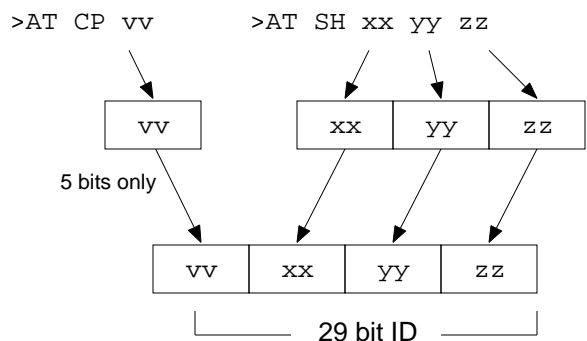 >AT CP vv
>AT SH xx yy zz
vv
xx yy zz
5 bits only
vv xx yy zz
29 bit ID